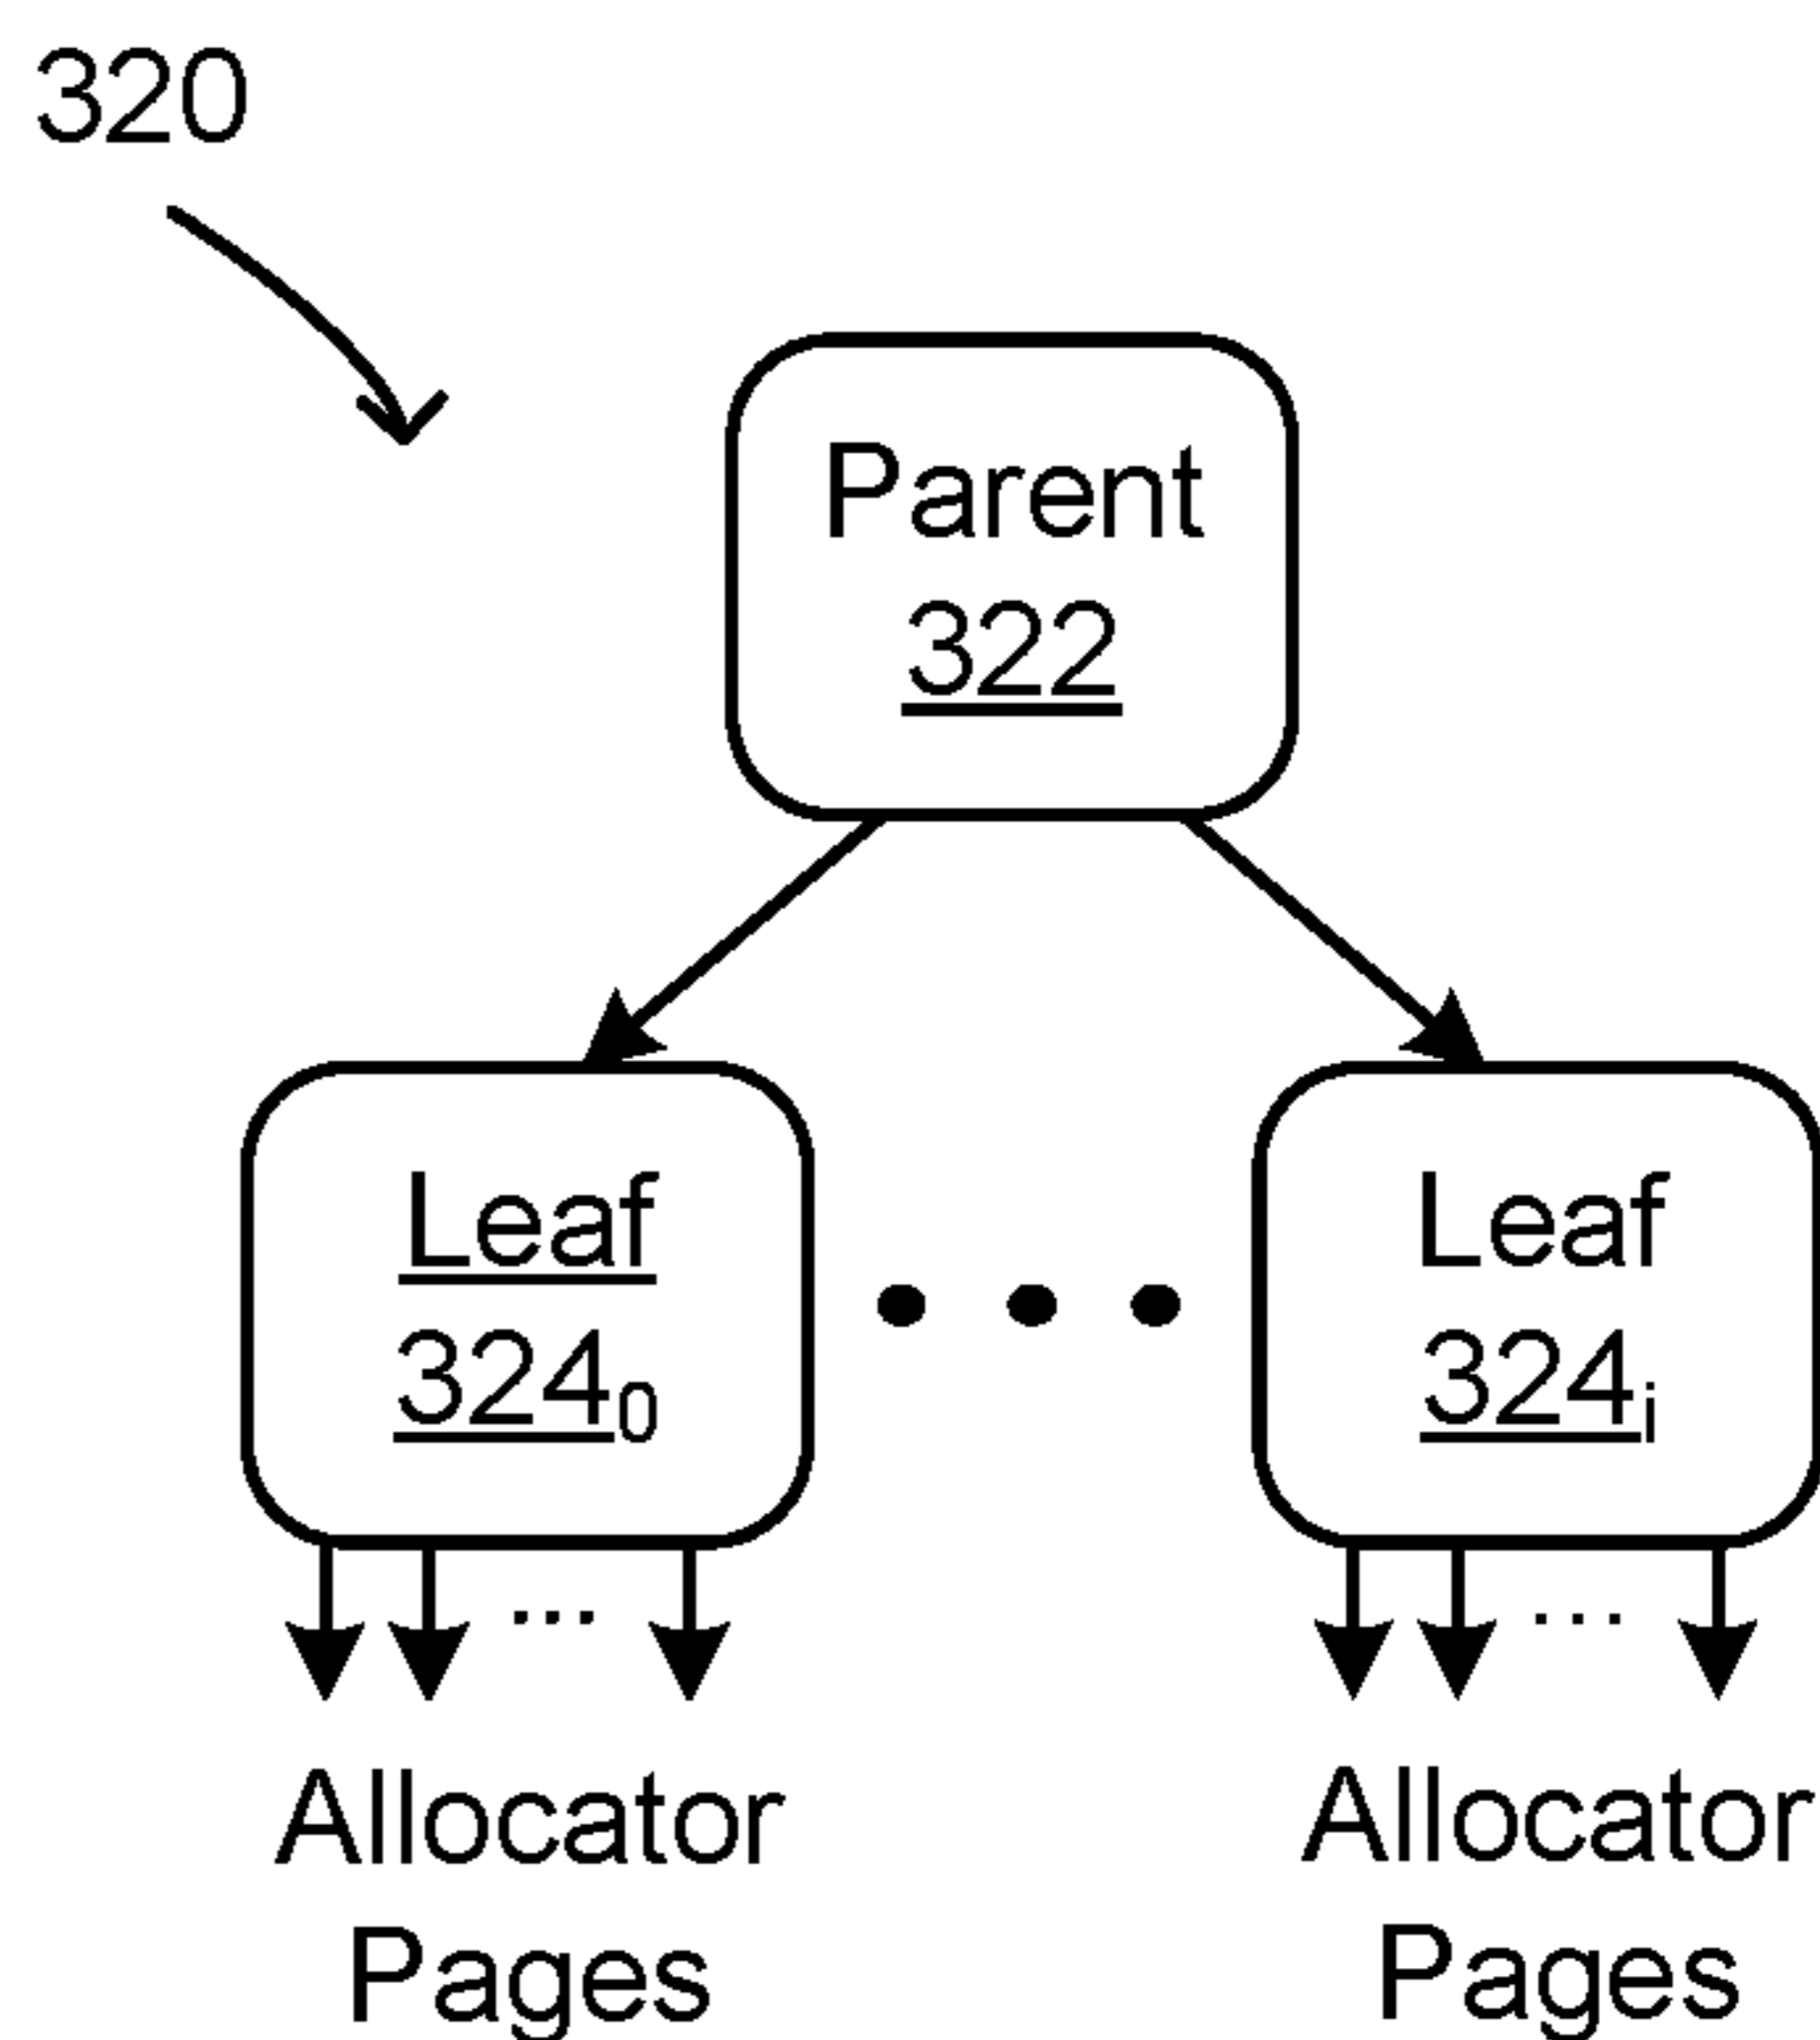 320
Parent
322
Leaf
324₀
Leaf
324ᵢ
...
...
Allocator
Pages
Allocator
Pages